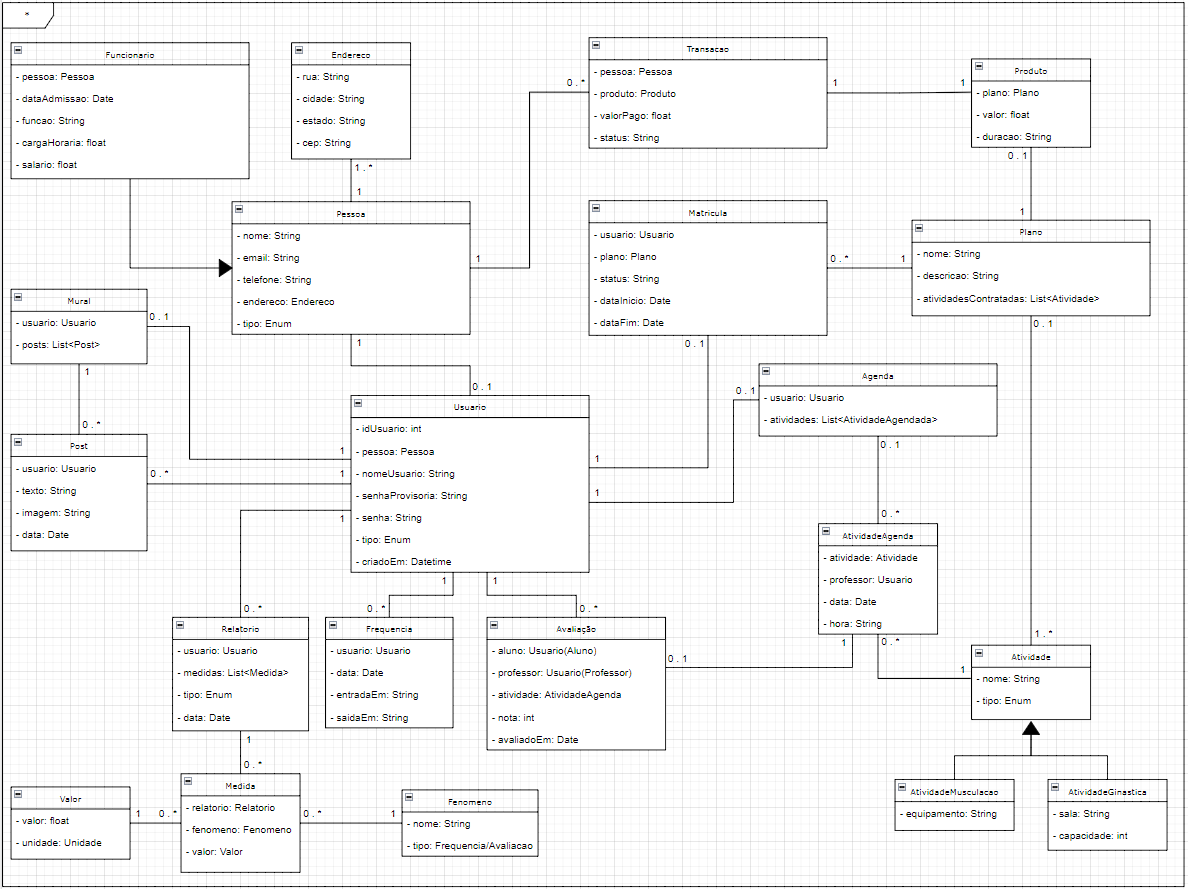 *
Funcionario
- pessoa: Pessoa
- dataAdmissao: Date
- funcao: String
- cargaHoraria: float
- salario: float
Endereco
- rua: String
- cidade: String
- estado: String
- cep: String
1..*
1
Transacao
- pessoa: Pessoa
- produto: Produto
- valorPago: float
- status: String
0..*
1
1
Produto
- plano: Plano
- valor: float
- duracao: String
0..1
1
Pessoa
- nome: String
- email: String
- telefone: String
- endereco: Endereco
- tipo: Enum
1
1
Matricula
- usuario: Usuario
- plano: Plano
- status: String
- dataInicio: Date
- dataFim: Date
0..*
1
0..1
Plano
- nome: String
- descricao: String
- atividadesContratadas: List<Atividade>
0..1
Mural
- usuario: Usuario
- posts: List<Post>
0..1
1
0..*
Post
- usuario: Usuario
- texto: String
- imagem: String
- data: Date
0..*
0..1
Usuario
- idUsuario: int
- pessoa: Pessoa
- nomeUsuario: String
- senhaProvisoria: String
- senha: String
- tipo: Enum
- criadoEm: Datetime
1
1
1
1
1
1
1
Agenda
- usuario: Usuario
- atividades: List<AtividadeAgendada>
0..1
0..1
0..*
AtividadeAgenda
- atividade: Atividade
- professor: Usuario
- data: Date
- hora: String
1
0..*
1
1..*
Atividade
- nome: String
- tipo: Enum
0..*
Relatorio
- usuario: Usuario
- medidas: List<Medida>
- tipo: Enum
- data: Date
1
0..*
0..*
Frequencia
- usuario: Usuario
- data: Date
- entradaEm: String
- saidaEm: String
0..*
Avaliação
- aluno: Usuario(Aluno)
- professor: Usuario(Professor)
- atividade: AtividadeAgenda
- nota: int
- avaliadoEm: Date
0..1
Valor
- valor: float
- unidade: Unidade
1
0..*
Medida
- relatorio: Relatorio
- fenomeno: Fenomeno
- valor: Valor
0..*
1
Fenomeno
- nome: String
- tipo: Frequencia/Avaliacao
AtividadeMusculacao
- equipamento: String
AtividadeGinastica
- sala: String
- capacidade: int